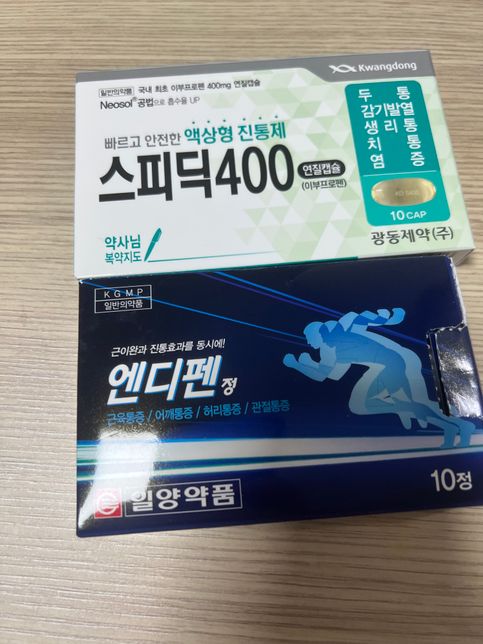 Kwangdong
일반의약품 국내 최초 이부프로펜 400mg 연질캡슐
Neosol® 공법으로 흡수율 UP
빠르고 안전한 액상형 진통제
스피딕400 연질캡슐
(이부프로펜)
두통
감기발열
생리통
치통
염증
10 CAP
약사님
복약지도
광동제약(주)
KGMP
일반의약품
근이완과 진통효과를 동시에!
엔디펜정
근육통증 / 어깨통증 / 허리통증 / 관절통증
일양약품
10정